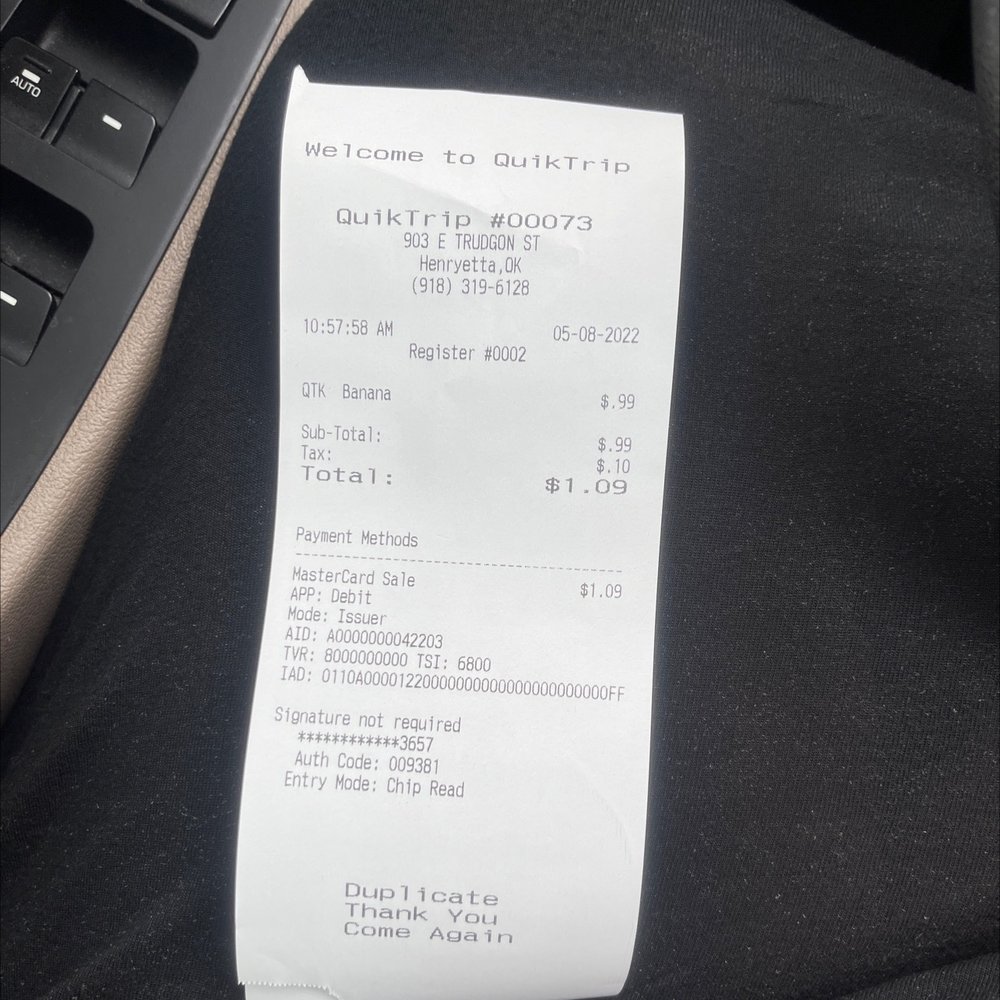 AUTO
Welcome to QuikTrip
QuikTrip #00073
903 E TRUDGON ST
Henryetta,OK
(918) 319-6128
10:57:58 AM 05-08-2022
Register #0002
QTK Banana $.99
Sub-Total: $.99
Tax: $.10
Total: $1.09
Payment Methods
MasterCard Sale $1.09
APP: Debit
Mode: Issuer
AID: A0000000042203
TVR: 8000000000 TSI: 6800
Signature not required
************3657
Auth Code: 009381
Entry Mode: Chip Read
Duplicate
Thank You
Come Again